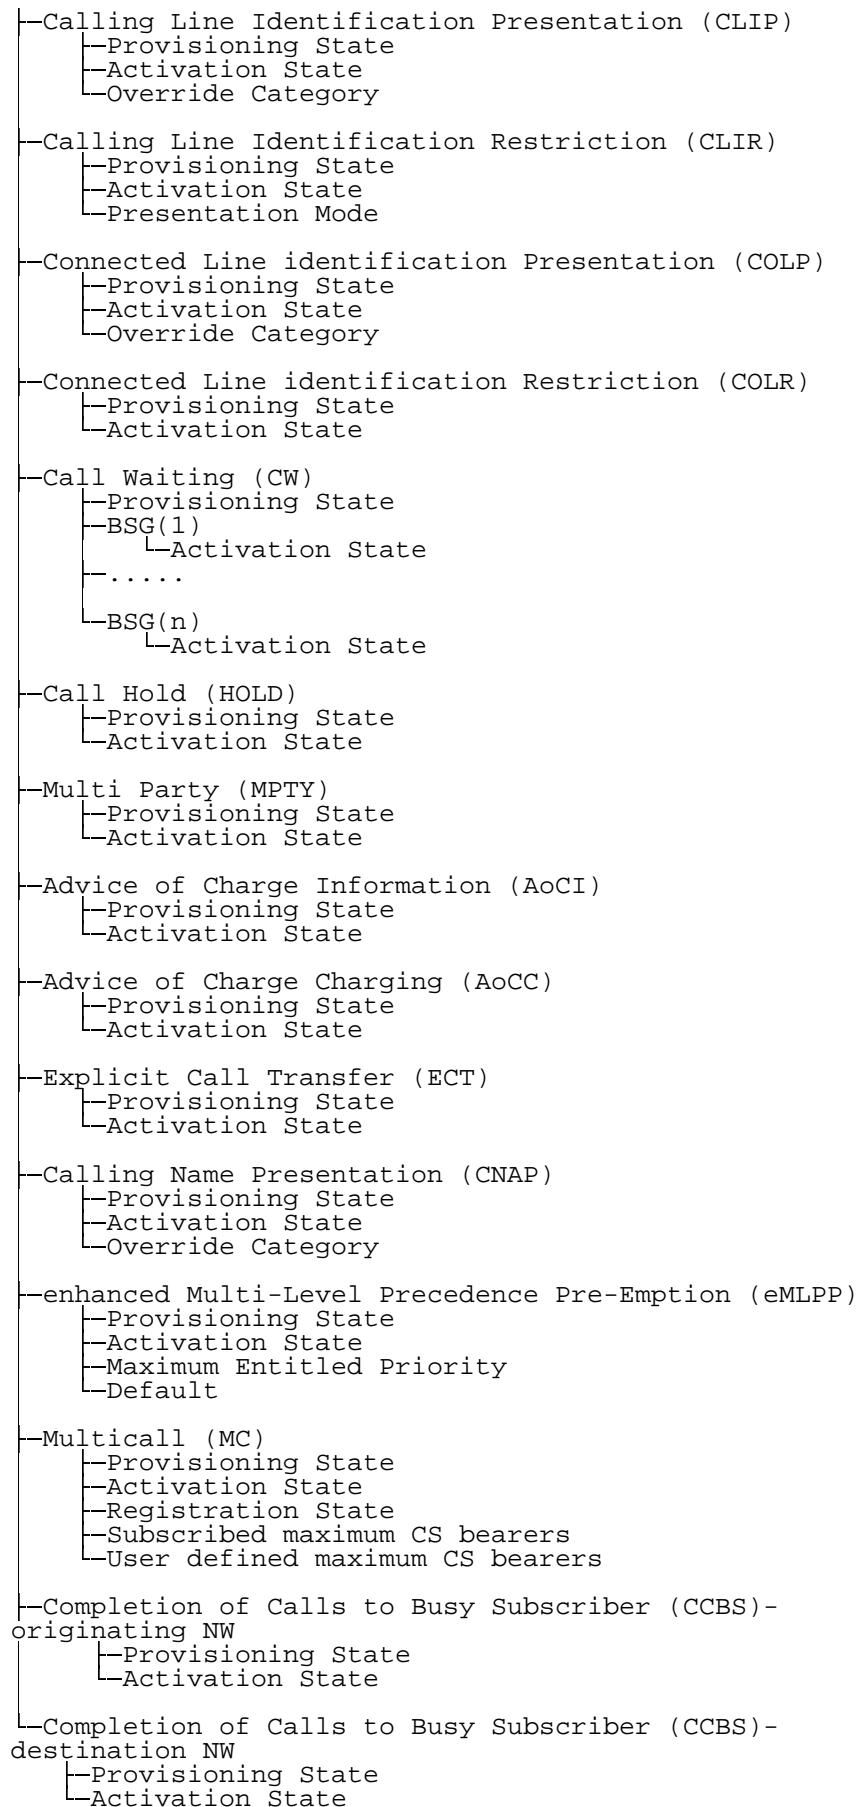 Calling Line Identification Presentation (CLIP)
Provisioning State
Activation State
Override Category
Calling Line Identification Restriction (CLIR)
Provisioning State
Activation State
Presentation Mode
Connected Line identification Presentation (COLP)
Provisioning State
Activation State
Override Category
Connected Line identification Restriction (COLR)
Provisioning State
Activation State
Call Waiting (CW)
Provisioning State
BSG(1)
Activation State
.....
BSG(n)
Activation State
Call Hold (HOLD)
Provisioning State
Activation State
Multi Party (MPTY)
Provisioning State
Activation State
Advice of Charge Information (AoCI)
Provisioning State
Activation State
Advice of Charge Charging (AoCC)
Provisioning State
Activation State
Explicit Call Transfer (ECT)
Provisioning State
Activation State
Calling Name Presentation (CNAP)
Provisioning State
Activation State
Override Category
enhanced Multi-Level Precedence Pre-Emption (eMLPP)
Provisioning State
Activation State
Maximum Entitled Priority
Default
Multicall (MC)
Provisioning State
Activation State
Registration State
Subscribed maximum CS bearers
User defined maximum CS bearers
Completion of Calls to Busy Subscriber (CCBS)-
originating NW
Provisioning State
Activation State
Completion of Calls to Busy Subscriber (CCBS)-
destination NW
Provisioning State
Activation State